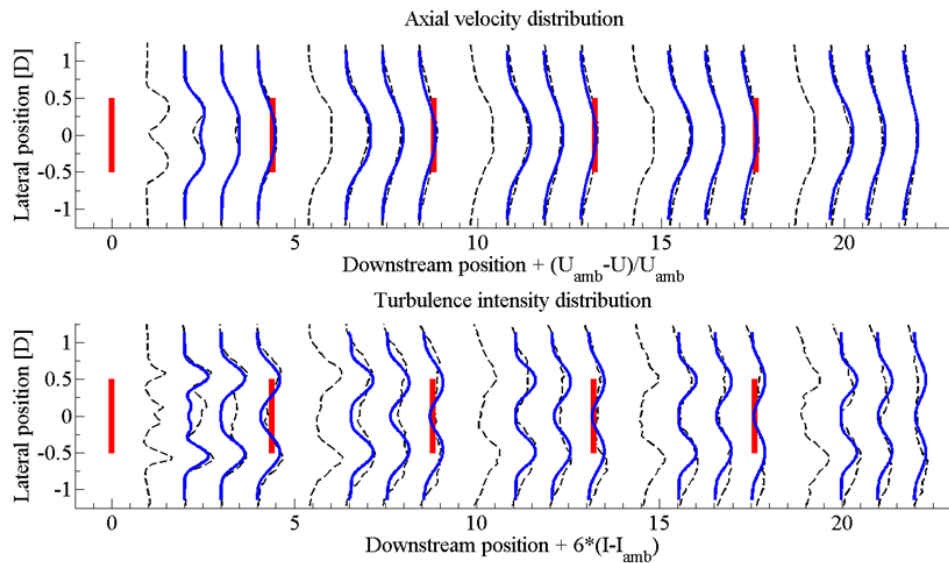 Axial velocity distribution
Lateral position [D]
1
0.5
0
-0.5
-1
0 5 10 15 20
Downstream position + (U_amb-U)/U_amb
Turbulence intensity distribution
Lateral position [D]
1
0.5
0
-0.5
-1
0 5 10 15 20
Downstream position + 6*(I-I_amb)